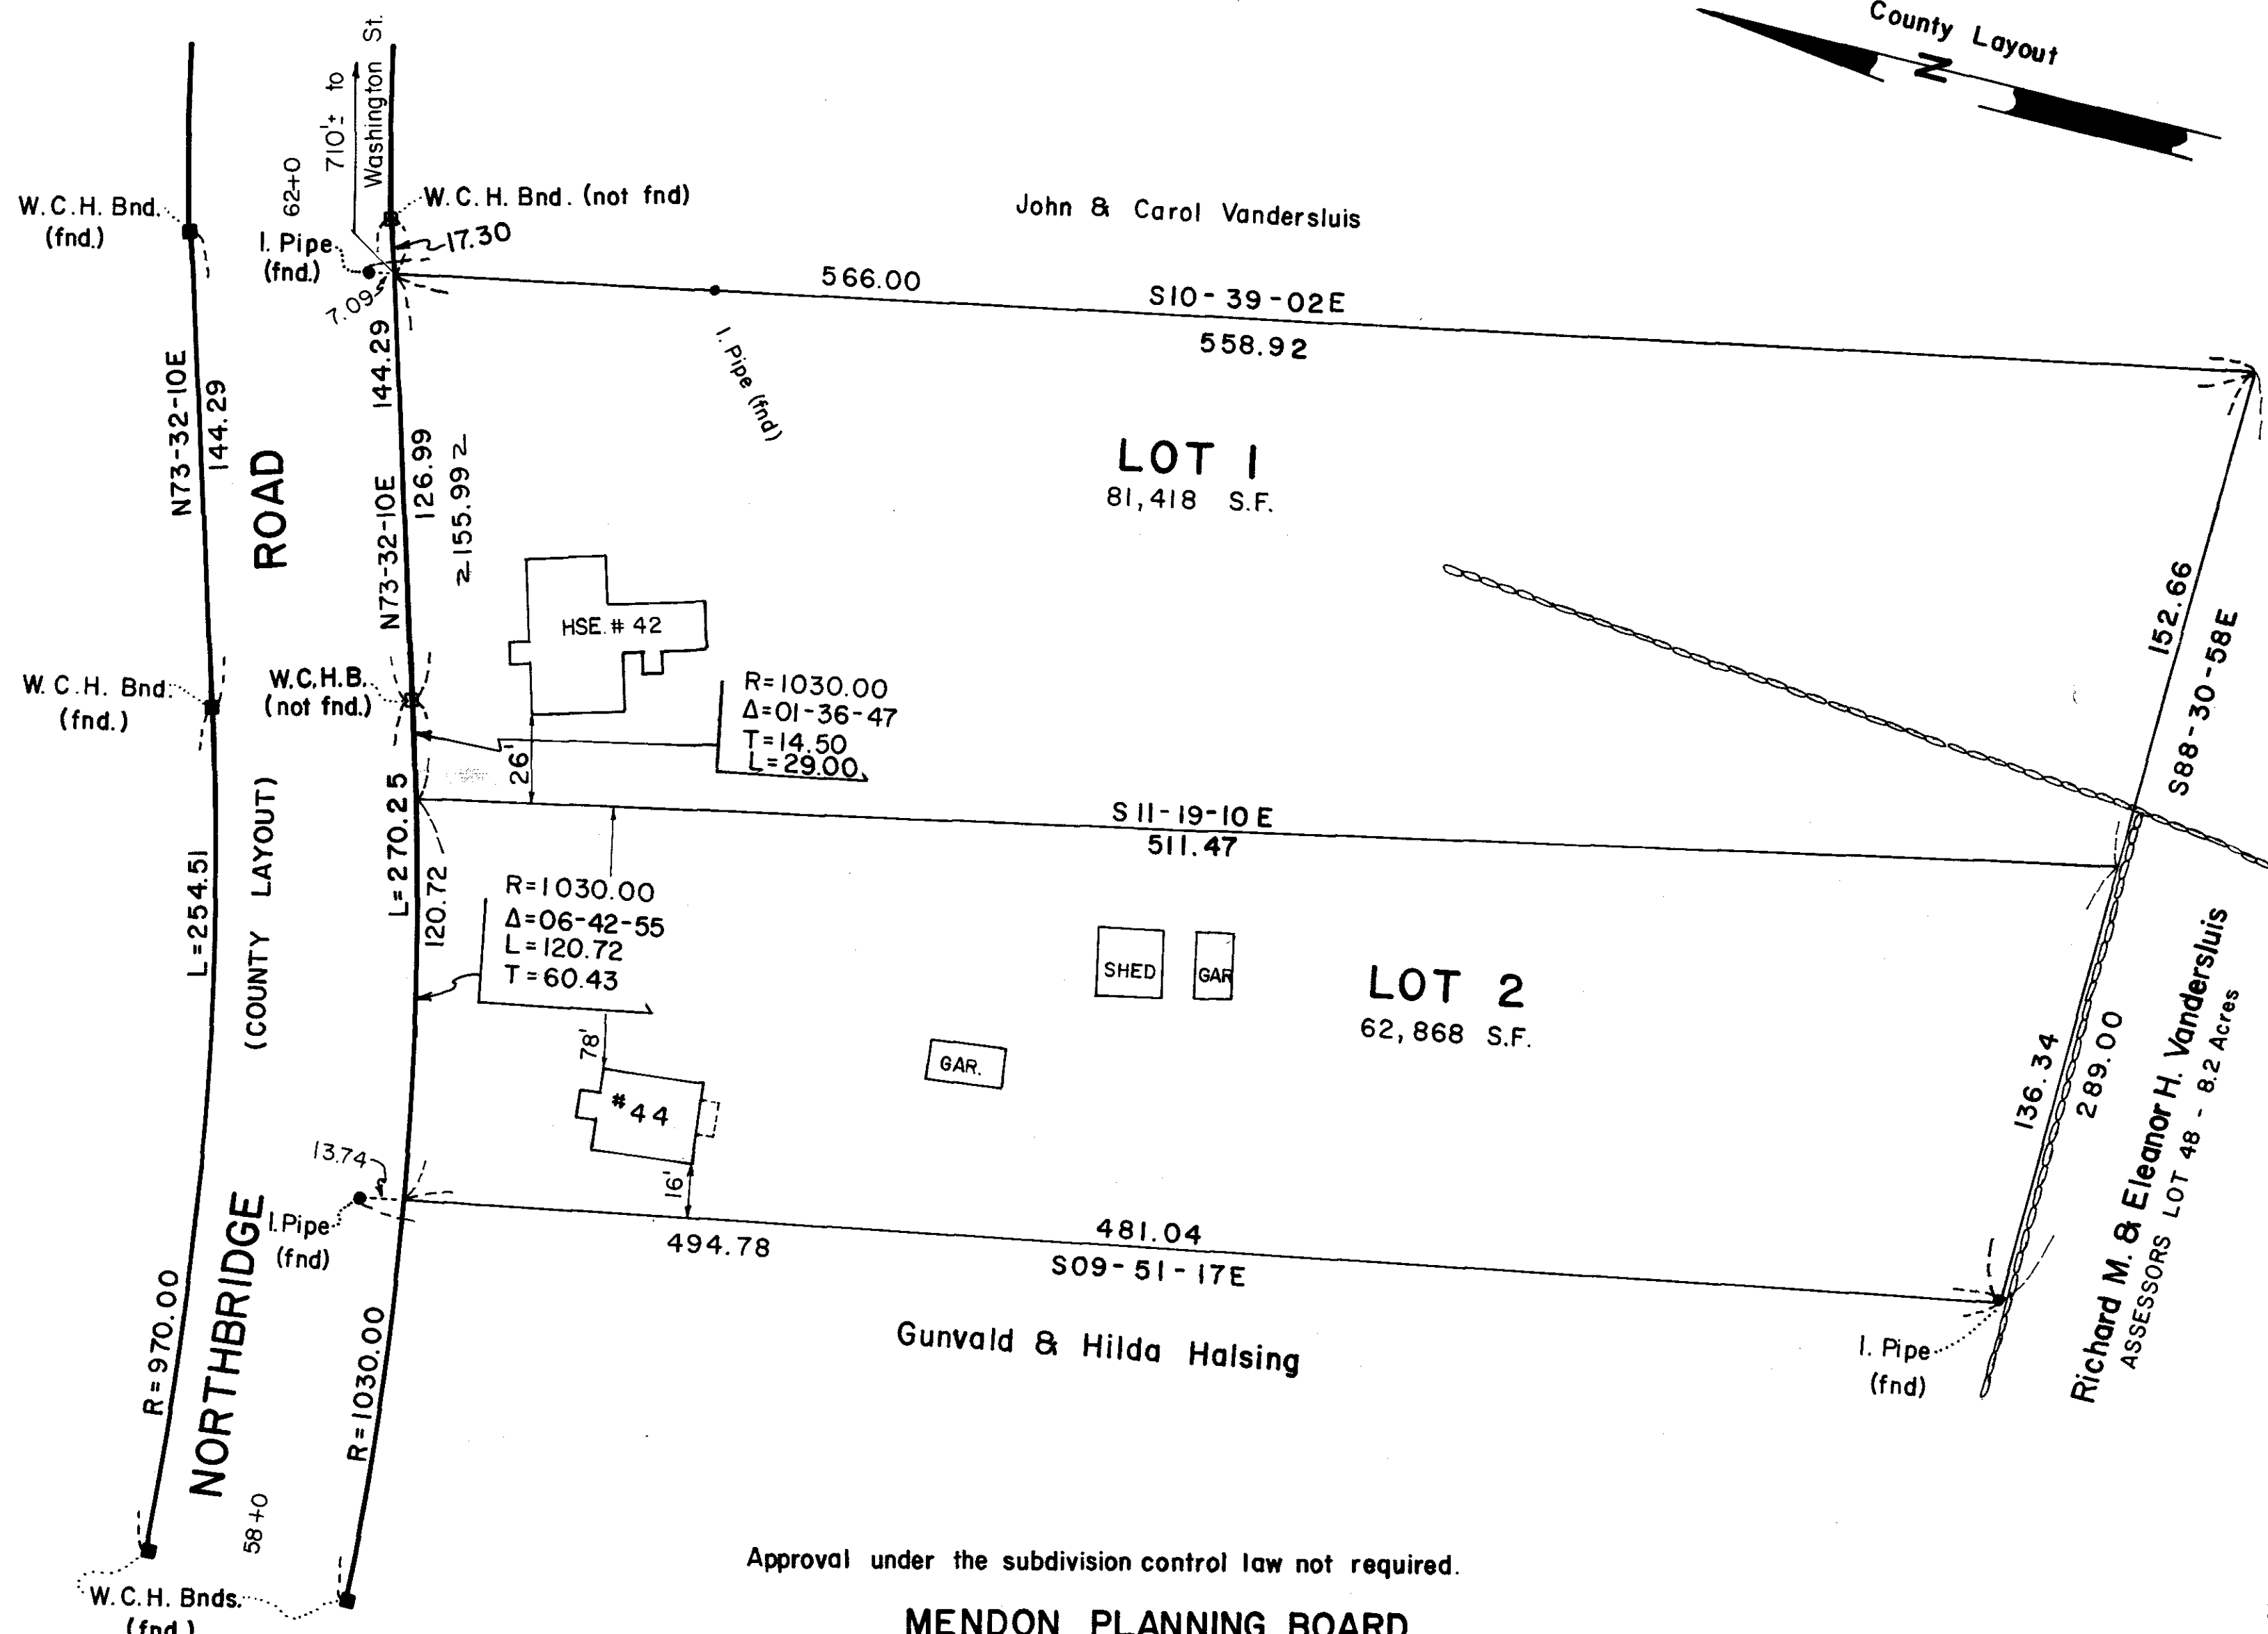 County Layout
N
710'± to
Washington St.
62+0
W.C.H. Bnd.
(fnd.)
W.C.H. Bnd. (not fnd)
17.30
I. Pipe
(fnd.)
7.09
John & Carol Vandersluis
566.00
S10-39-02E
558.92
I. Pipe (fnd)
N73-32-10E
144.29
ROAD
144.29
N73-32-10E
126.99
155.99
LOT 1
81,418 S.F.
HSE. # 42
152.66
S88-30-58E
W.C.H. Bnd.
(fnd.)
W.C.H.B.
(not fnd.)
R=1030.00
Δ=01-36-47
T=14.50
L=29.00
26'
S11-19-10E
511.47
L=254.51
(COUNTY LAYOUT)
L=270.25
120.72
R=1030.00
Δ=06-42-55
L=120.72
T=60.43
78'
SHED
GAR
GAR.
LOT 2
62,868 S.F.
#44
16'
136.34
289.00
Richard M. & Eleanor H. Vandersluis
ASSESSORS LOT 48 - 8.2 Acres
13.74
I.Pipe
(fnd)
481.04
494.78
S09-51-17E
Gunvald & Hilda Halsing
I. Pipe
(fnd)
R=970.00
NORTHBRIDGE
R=1030.00
58+0
W.C.H. Bnds.
(fnd.)
Approval under the subdivision control law not required.
MENDON PLANNING BOARD